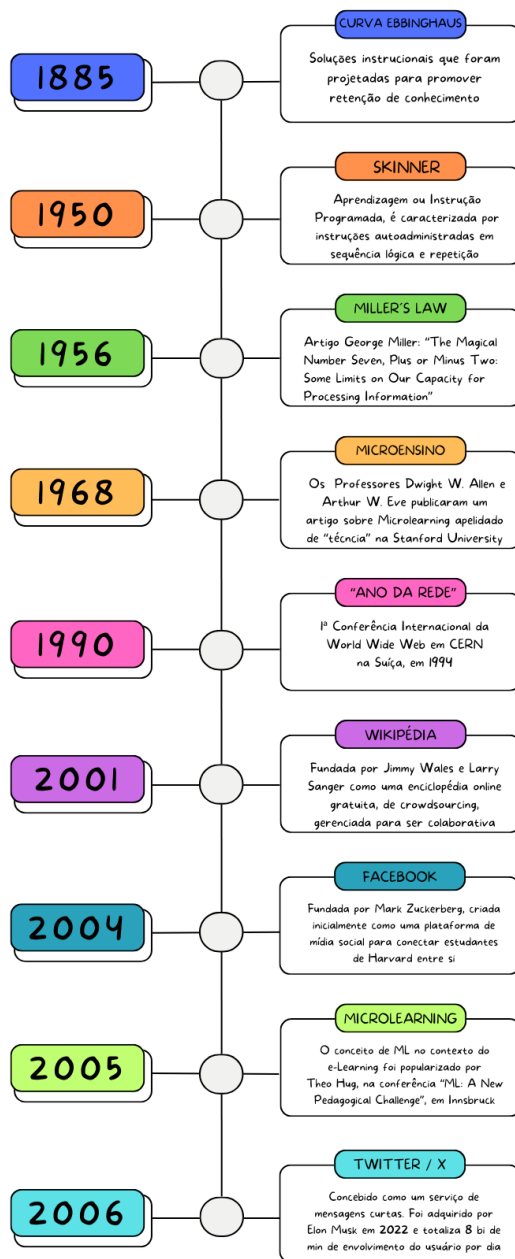 CURVA EBBINGHAUS
1885
Soluções instrucionais que foram
projetadas para promover
retenção de conhecimento
SKINNER
1950
Aprendizagem ou Instrução
Programada, é caracterizada por
instruções autoadministradas em
sequência lógica e repetição
MILLER'S LAW
1956
Artigo George Miller: "The Magical
Number Seven, Plus or Minus Two:
Some Limits on Our Capacity for
Processing Information"
MICROENSINO
1968
Os Professores Dwight W. Allen e
Arthur W. Eve publicaram um
artigo sobre Microlearning apelidado
de "técncia" na Stanford University
"ANO DA REDE"
1990
1ª Conferência Internacional da
World Wide Web em CERN
na Suíça, em 1994
WIKIPÉDIA
2001
Fundada por Jimmy Wales e Larry
Sanger como uma enciclopédia online
gratuita, de crowdsourcing,
gerenciada para ser colaborativa
FACEBOOK
2004
Fundada por Mark Zuckerberg, criada
inicialmente como uma plataforma de
mídia social para conectar estudantes
de Harvard entre si
MICROLEARNING
2005
O conceito de ML no contexto do
e-Learning foi popularizado por
Theo Hug, na conferência "ML: A New
Pedagogical Challenge", em Innsbruck
TWITTER / X
2006
Concebido como um serviço de
mensagens curtas. Foi adquirido por
Elon Musk em 2022 e totaliza 8 bi de
min de envolvimento do usuário por dia